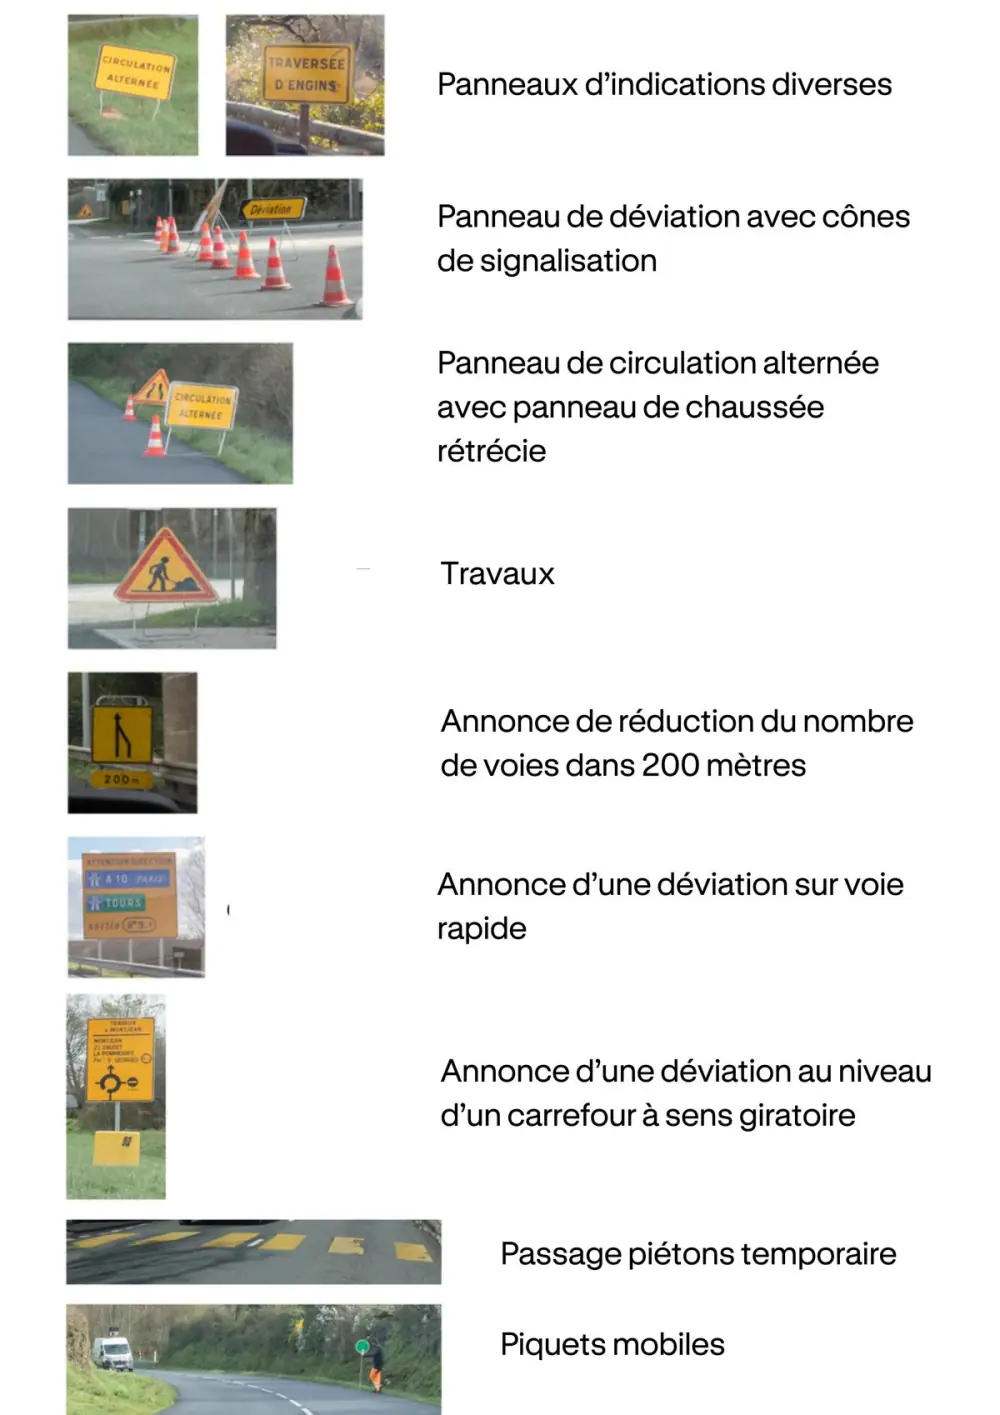 CIRCULATION
ALTERNÉE
TRAVERSÉE
D'ENGINS
Panneaux d'indications diverses
Déviation
Panneau de déviation avec cônes
de signalisation
CIRCULATION
ALTERNÉE
Panneau de circulation alternée
avec panneau de chaussée
rétrécie
Travaux
200m
Annonce de réduction du nombre
de voies dans 200 mètres
ATTENTION DIRECTION
A 10 PARIS
TOURS
sortie
Annonce d'une déviation sur voie
rapide
Annonce d'une déviation au niveau
d'un carrefour à sens giratoire
Passage piétons temporaire
Piquets mobiles